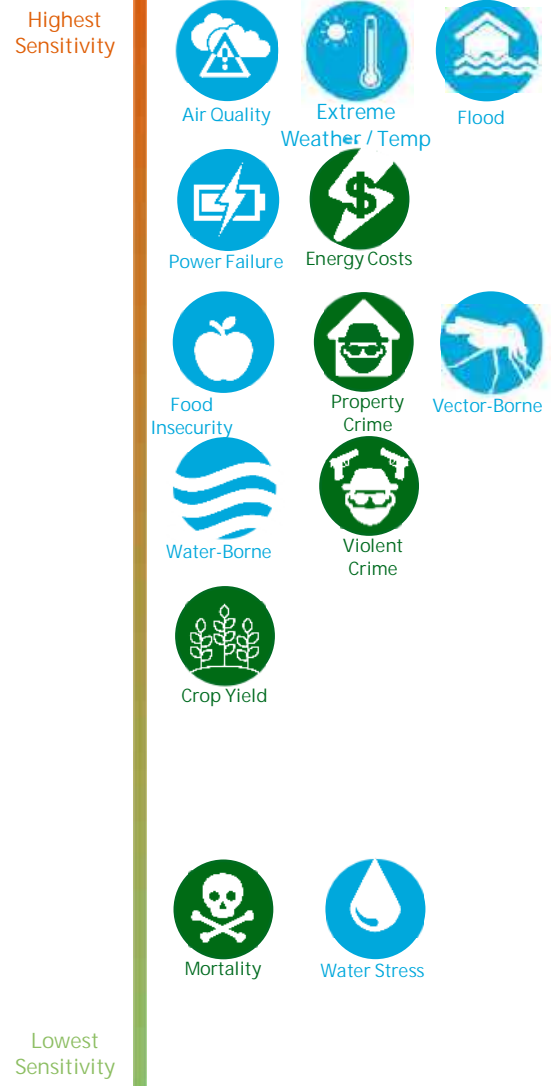 Highest
Sensitivity
Air Quality
Extreme
Weather / Temp
Flood
Power Failure
Energy Costs
Food
Insecurity
Property
Crime
Vector-Borne
Water-Borne
Violent
Crime
Crop Yield
Mortality
Water Stress
Lowest
Sensitivity